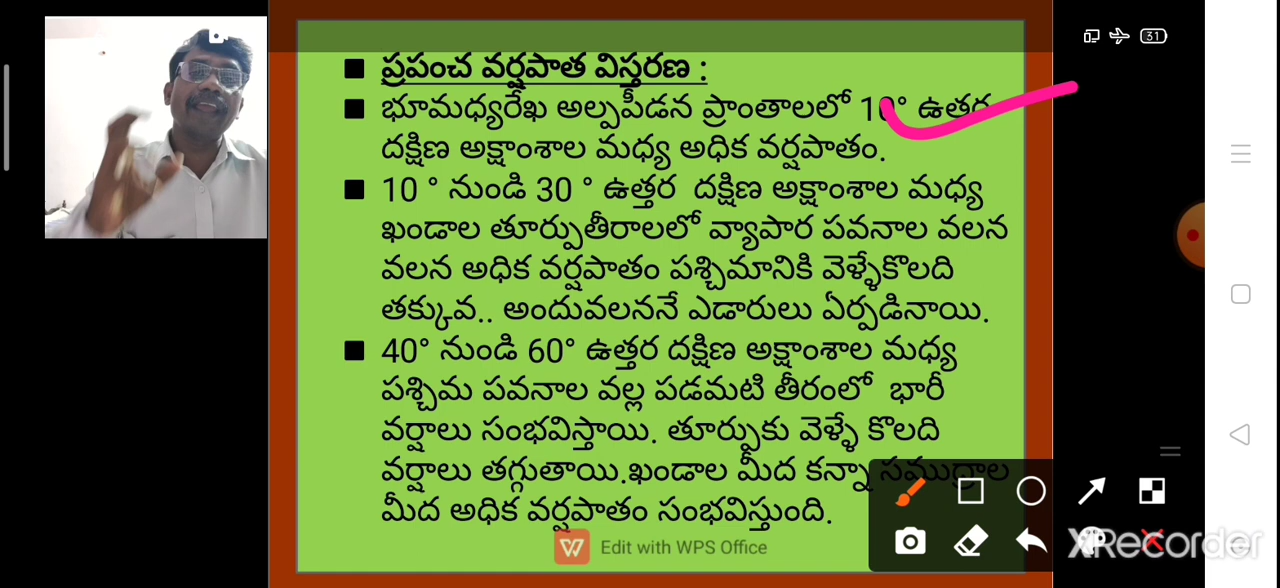 31
ప్రపంచ వర్షపాత విస్తరణ :
భూమధ్యరేఖ అల్పపీడన ప్రాంతాలలో 10° ఉత్తర
దక్షిణ అక్షాంశాల మధ్య అధిక వర్షపాతం.
10 ° నుండి 30 ° ఉత్తర దక్షిణ అక్షాంశాల మధ్య
ఖండాల తూర్పుతీరాలలో వ్యాపార పవనాల వలన
వలన అధిక వర్షపాతం పశ్చిమానికి వెళ్ళేకొలది
తక్కువ.. అందువలననే ఎడారులు ఏర్పడినాయి.
40° నుండి 60° ఉత్తర దక్షిణ అక్షాంశాల మధ్య
పశ్చిమ పవనాల వల్ల పడమటి తీరంలో భారీ
వర్షాలు సంభవిస్తాయి. తూర్పుకు వెళ్ళే కొలది
వర్షాలు తగ్గుతాయి.ఖండాల మీద కన్నా సముద్రాల
మీద అధిక వర్షపాతం సంభవిస్తుంది.
Edit with WPS Office
XRecorder